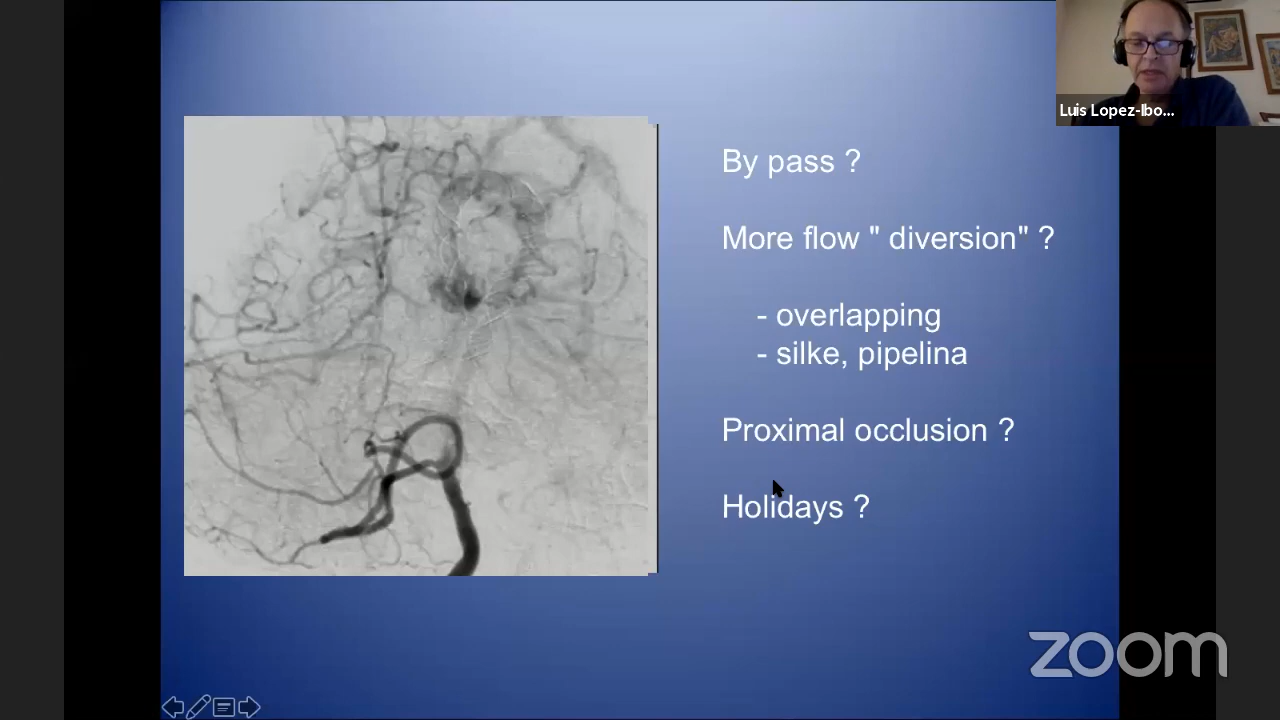 Luis Lopez-Ibo...
By pass ?
More flow " diversion" ?
- overlapping
- silke, pipelina
Proximal occlusion ?
Holidays ?
zoom